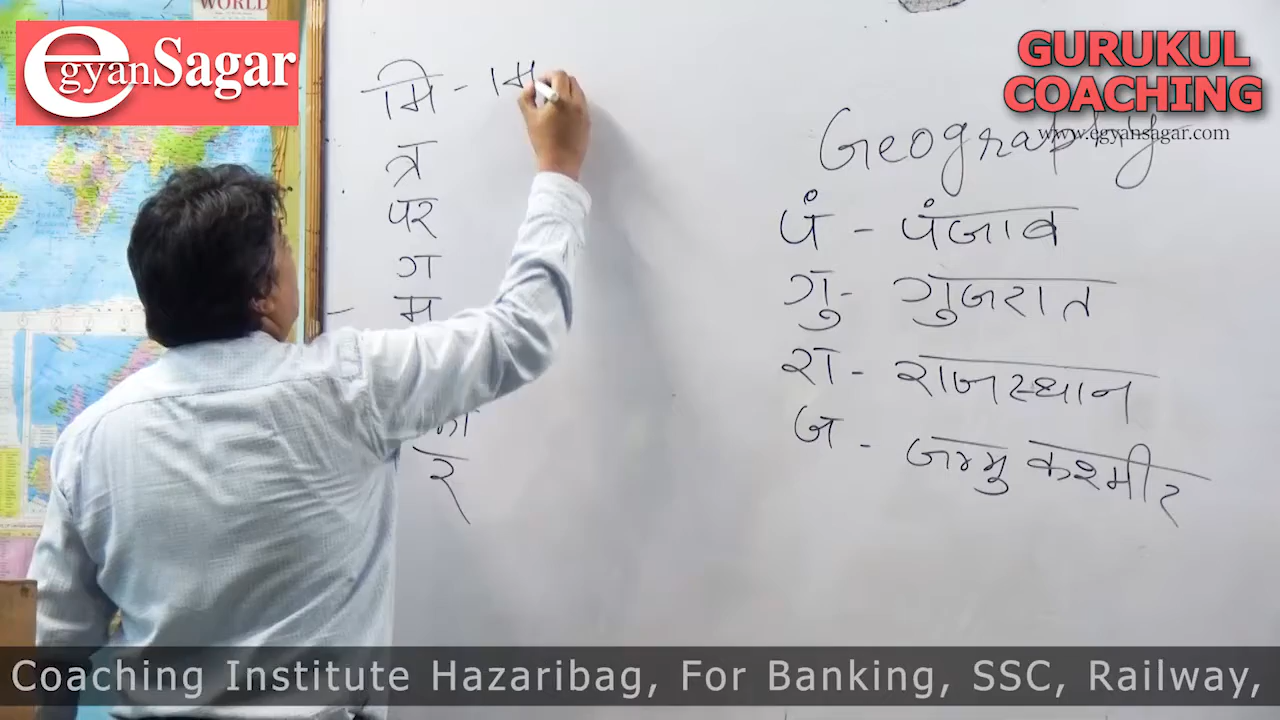 WORLD
egyanSagar
GURUKUL
COACHING
www.egyansagar.com
Geography
मि - मि
त्र
पर
ग
म
का
रे
पं - पंजाब
गु - गुजरात
रा - राजस्थान
ज - जम्मु कश्मीर
Coaching Institute Hazaribag, For Banking, SSC, Railway,